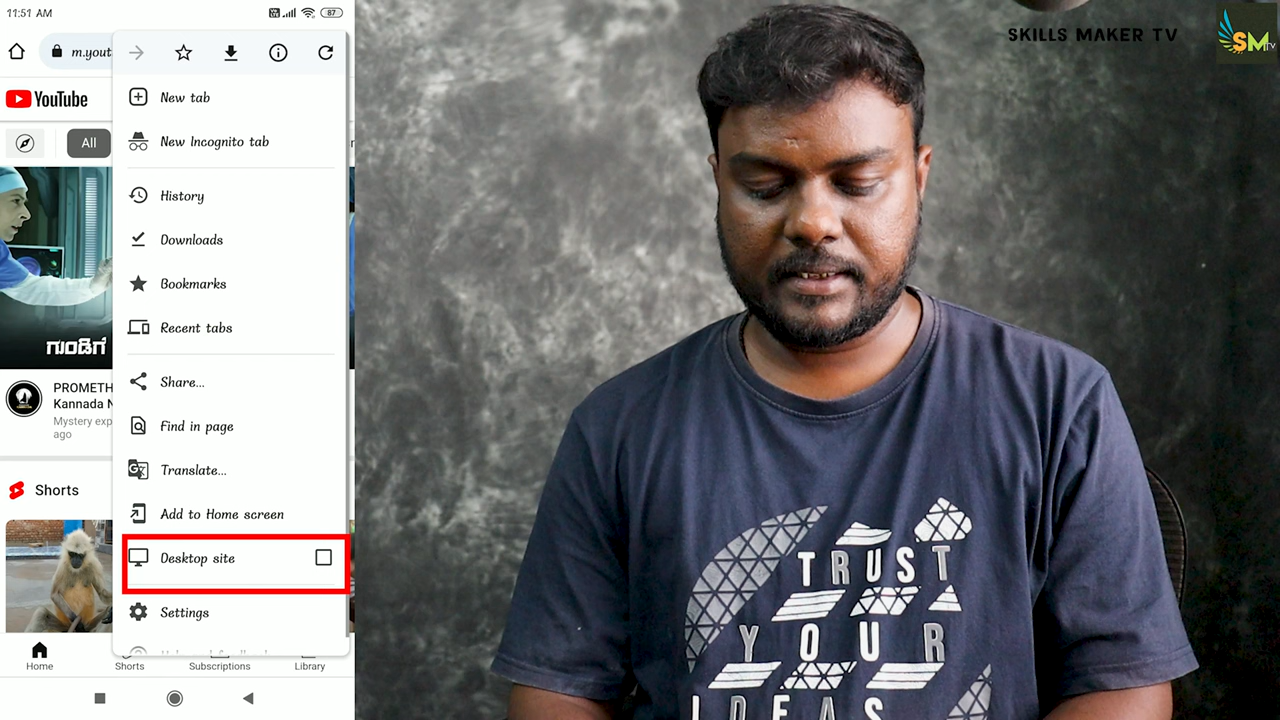 11:51 AM
87
m.yout
YouTube
All
New tab
New Incognito tab
History
Downloads
Bookmarks
Recent tabs
Share...
Find in page
Translate...
Add to Home screen
Desktop site
Settings
ಗುಂಡಿಗೆ
PROMETH
Kannada N
Mystery exp
ago
Shorts
Home
Shorts
Subscriptions
Library
SKILLS MAKER TV
SM TV
TRUST
YOUR
IDEAS